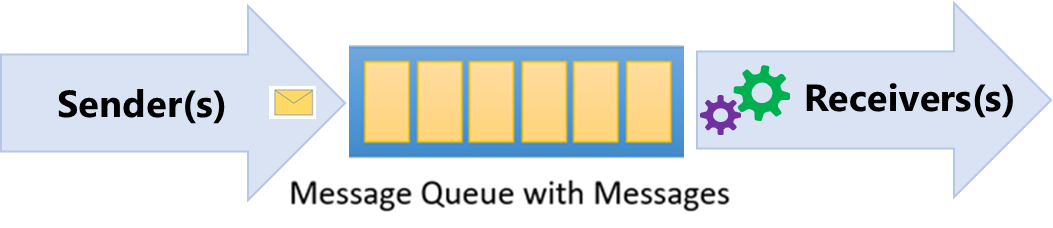 Sender(s)
Receivers(s)
Message Queue with Messages